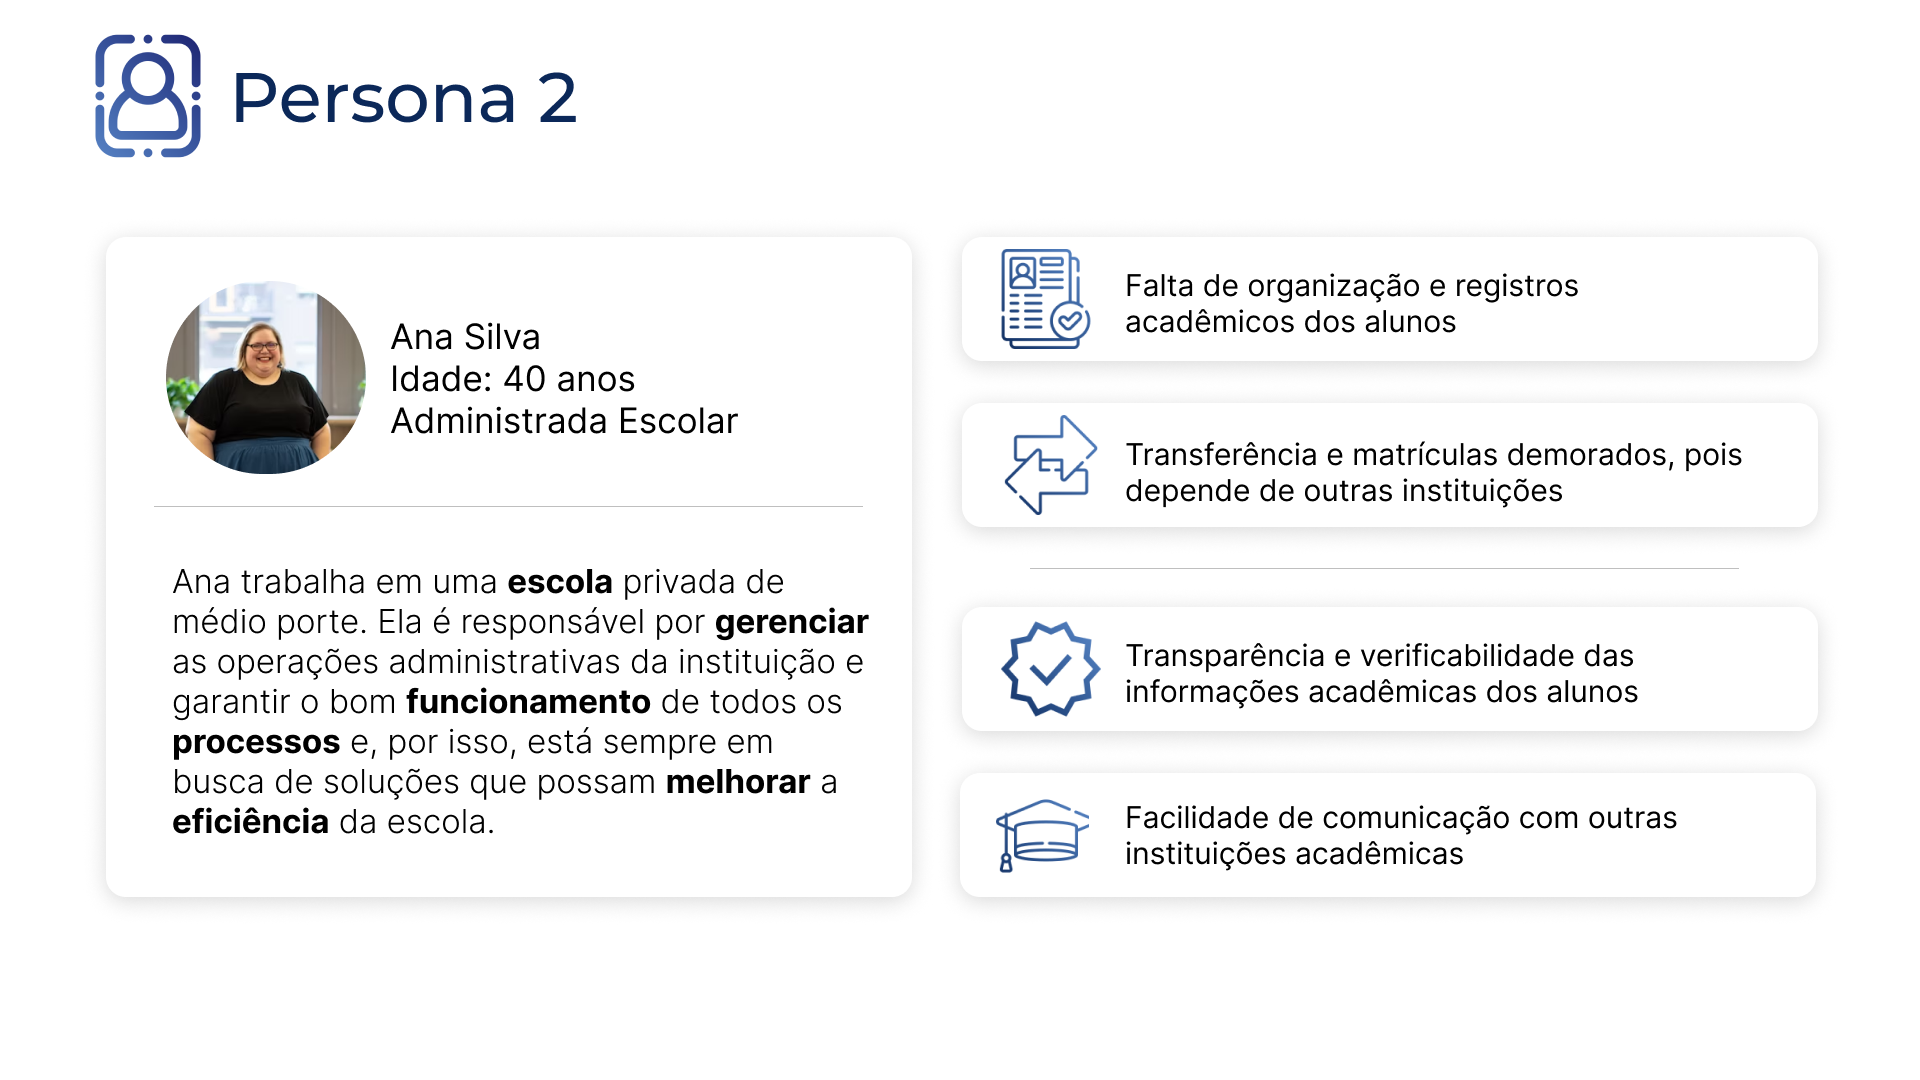 Persona 2
Ana Silva
Idade: 40 anos
Administrada Escolar
Ana trabalha em uma escola privada de
médio porte. Ela é responsável por gerenciar
as operações administrativas da instituição e
garantir o bom funcionamento de todos os
processos e, por isso, está sempre em
busca de soluções que possam melhorar a
eficiência da escola.
Falta de organização e registros
acadêmicos dos alunos
Transferência e matrículas demorados, pois
depende de outras instituições
Transparência e verificabilidade das
informações acadêmicas dos alunos
Facilidade de comunicação com outras
instituições acadêmicas